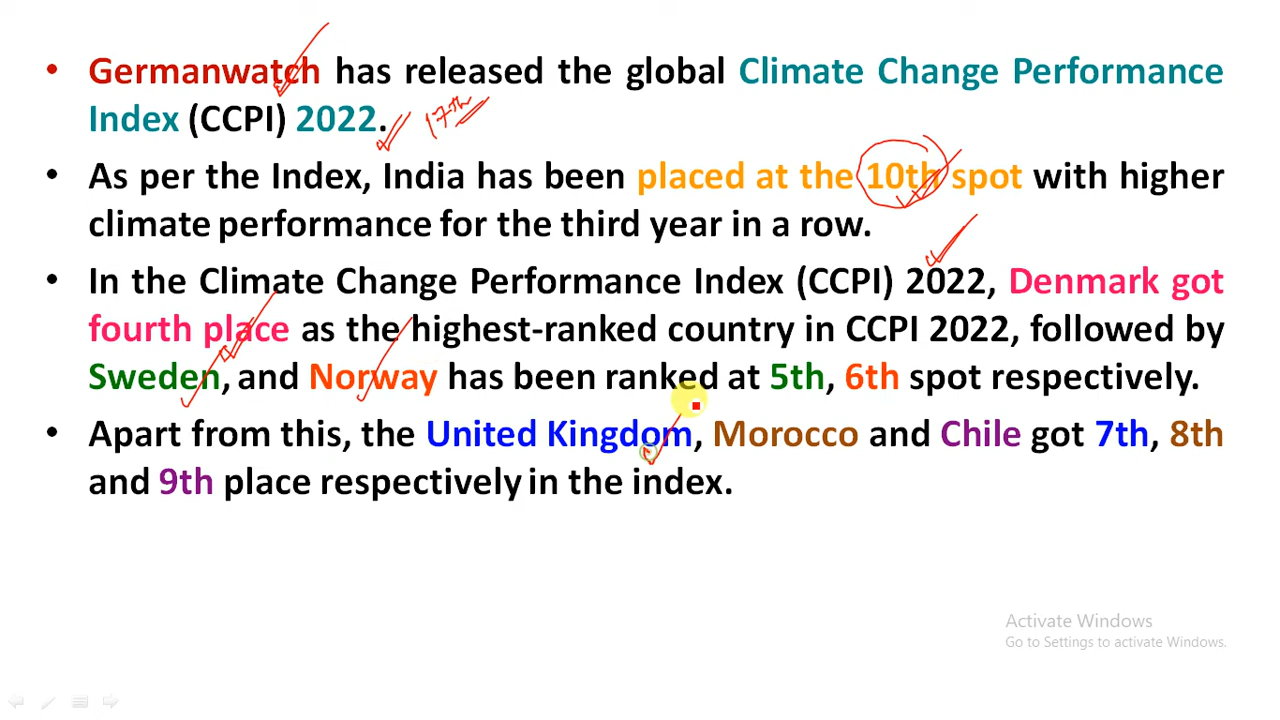 • Germanwatch has released the global Climate Change Performance
Index (CCPI) 2022.
17th
• As per the Index, India has been placed at the 10th spot with higher
climate performance for the third year in a row.
• In the Climate Change Performance Index (CCPI) 2022, Denmark got
fourth place as the highest-ranked country in CCPI 2022, followed by
Sweden, and Norway has been ranked at 5th, 6th spot respectively.
• Apart from this, the United Kingdom, Morocco and Chile got 7th, 8th
and 9th place respectively in the index.
Activate Windows
Go to Settings to activate Windows.